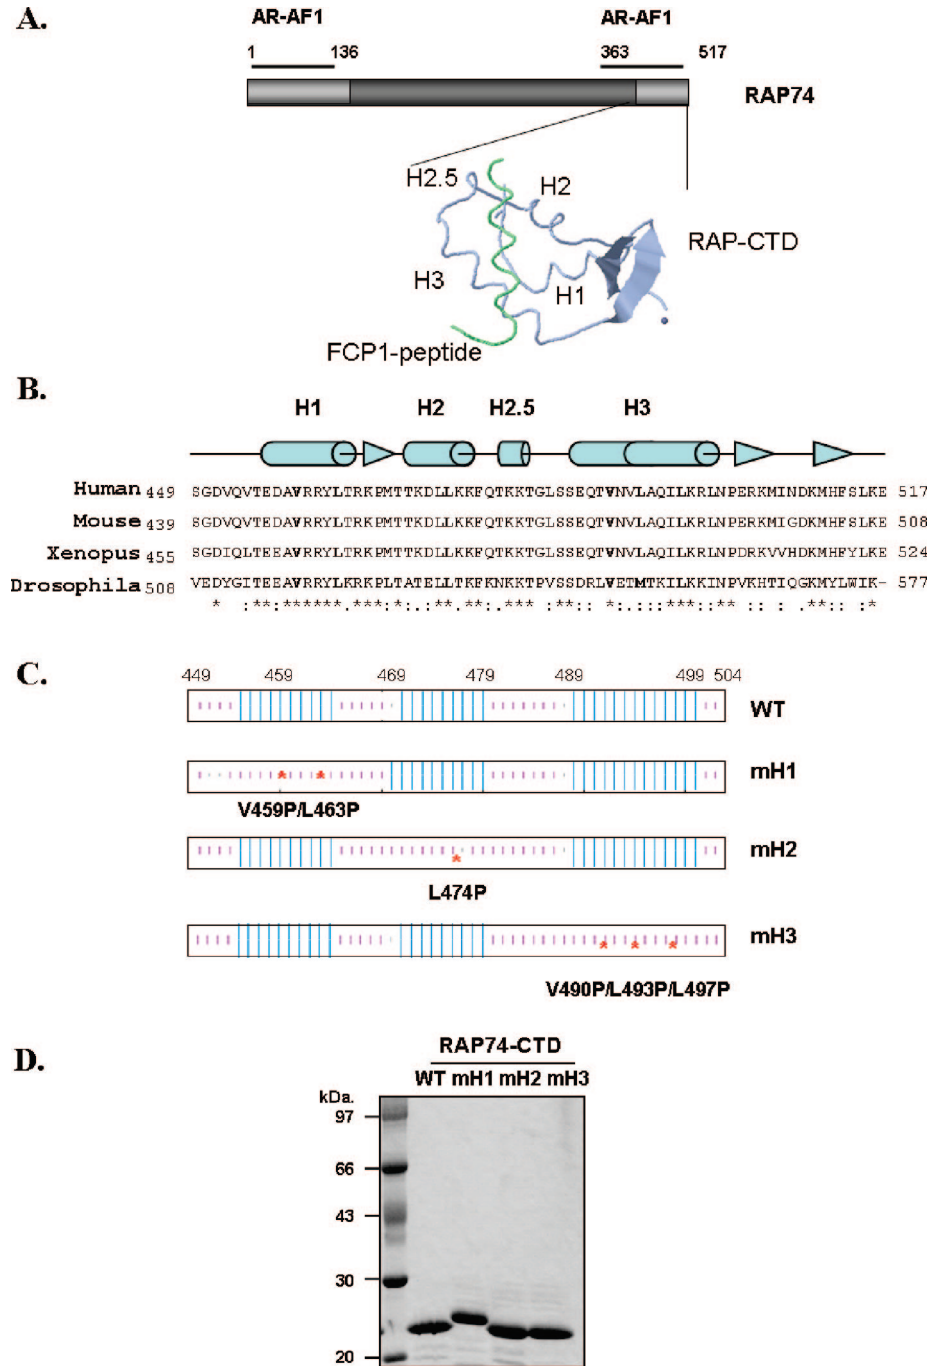 A.
AR-AF1 AR-AF1
1 136 363 517
RAP74
H2.5 H2
RAP-CTD
H3 H1
FCP1-peptide
B.
H1 H2 H2.5 H3
Human 449 SGDVQVTEDAVRRYLTRKPMTTKDLLKKFQTKKTGLSSEQTVNVLAQILKRLNPERKMINDKMHFSLKE 517
Mouse 439 SGDVQVTEDAVRRYLTRKPMTTKDLLKKFQTKKTGLSSEQTVNVLAQILKRLNPERKMIGDKMHFSLKE 508
Xenopus 455 SGDIQLTEEAVRRYLTRKPMTTKDLLKKFQTKKTGLSSEQTVNVLAQILKRLNPDRKVVHDKMHFYLKE 524
Drosophila 508 VEDYGITEEAVRRYLKRKPLTATELLTKFKNKKTPVSSDRLVETMTKILKKINPVKHTIQGKMYLWIK- 577
C.
449 459 469 479 489 499 504
WT
mH1
V459P/L463P
mH2
L474P
mH3
V490P/L493P/L497P
D.
RAP74-CTD
WT mH1 mH2 mH3
kDa.
97
66
43
30
20